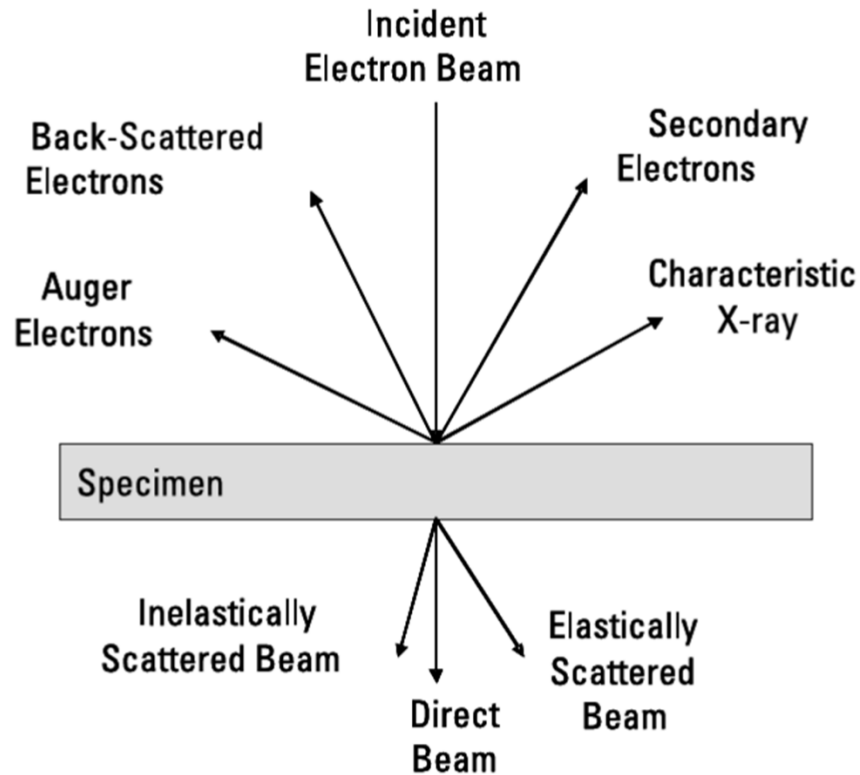 Incident
Electron Beam
Back-Scattered
Electrons
Secondary
Electrons
Auger
Electrons
Characteristic
X-ray
Specimen
Inelastically
Scattered Beam
Direct
Beam
Elastically
Scattered
Beam